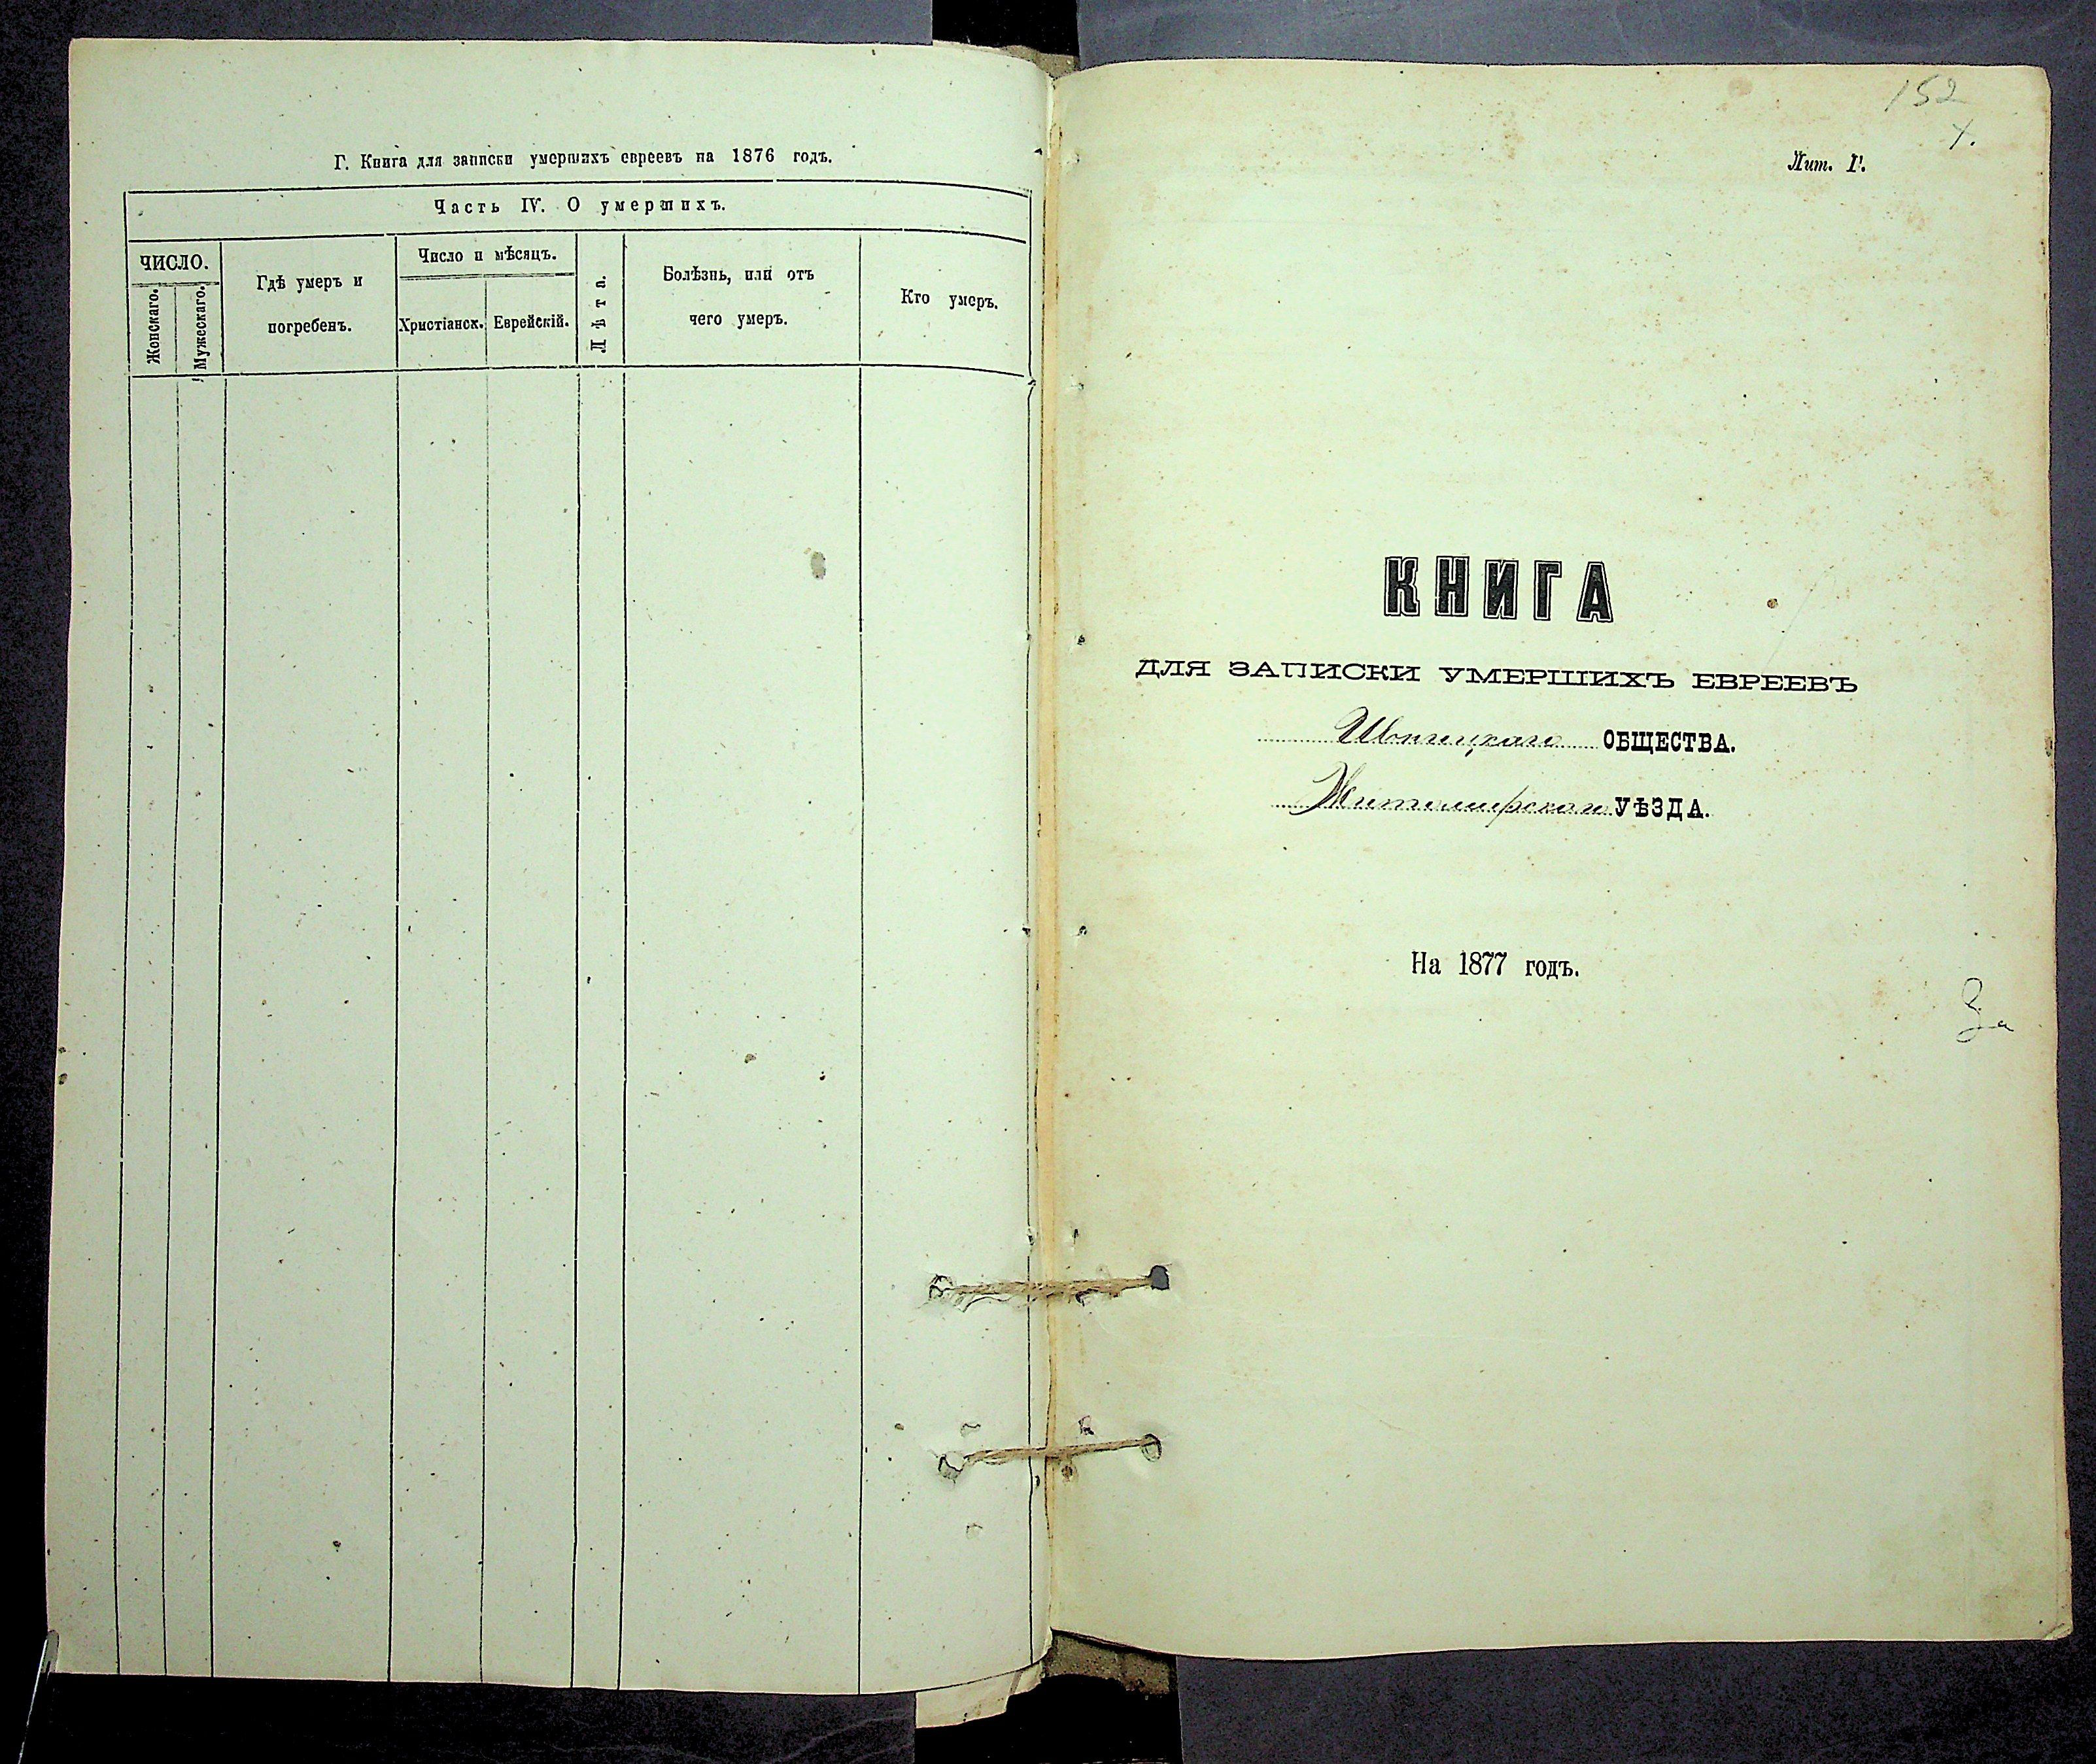 Г. Книга для записки умершихъ евреевъ на 1876 годъ.
Часть IV. О умершихъ.
ЧИСЛО.
Женскаго.
Мужескаго.
Гдѣ умеръ и
погребенъ.
Число и мѣсяцъ.
Христіанск.
Еврейскій.
Лѣта.
Болѣзнь, или отъ
чего умеръ.
Кто умеръ.
152
Лит. Г.
КНИГА
ДЛЯ ЗАПИСКИ УМЕРШИХЪ ЕВРЕЕВЪ
Ивницкаго ОБЩЕСТВА.
Житомирскаго УѢЗДА.
На 1877 годъ.